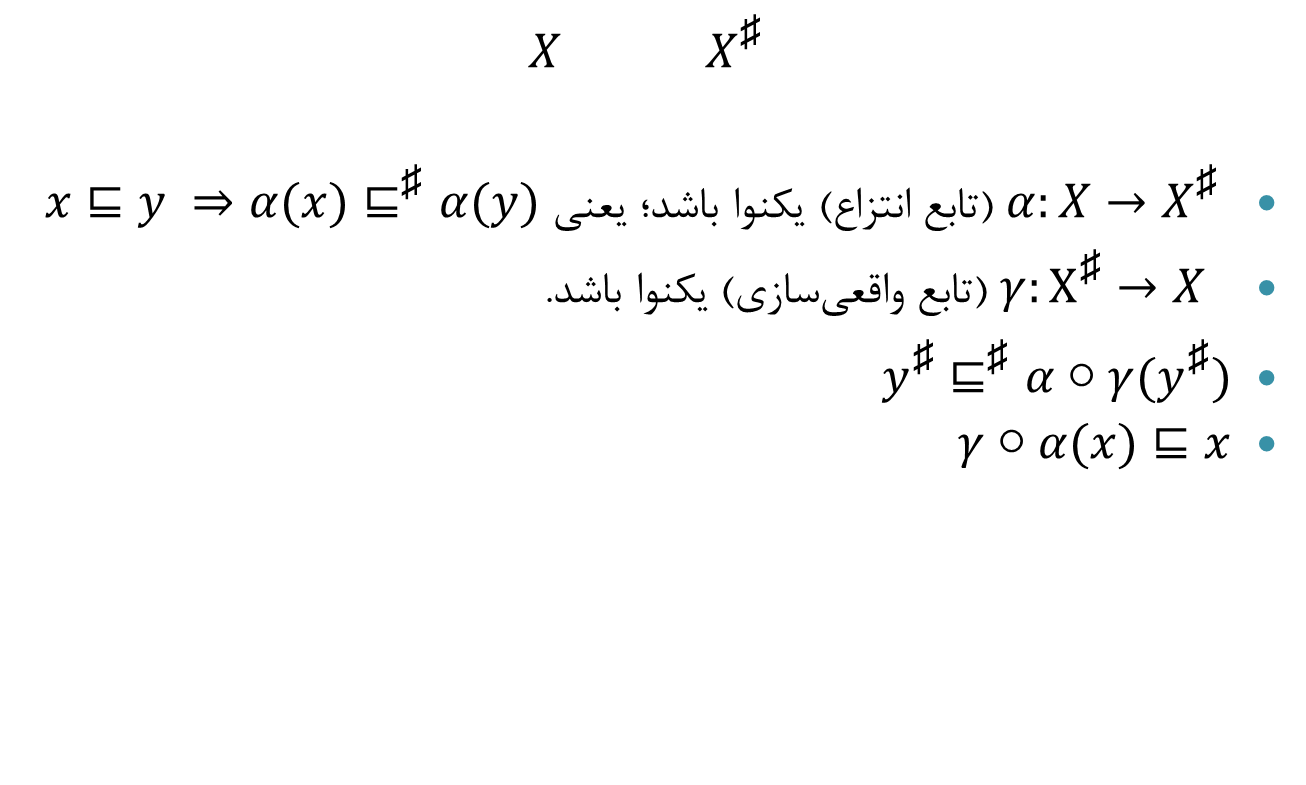 X X♯
• α: X → X♯ (تابع انتزاع) یکنوا باشد؛ یعنی x ⊑ y ⇒ α(x) ⊑♯ α(y)
• γ: X♯ → X (تابع واقعی‌سازی) یکنوا باشد.
• y♯ ⊑♯ α ○ γ(y♯)
• γ ○ α(x) ⊑ x